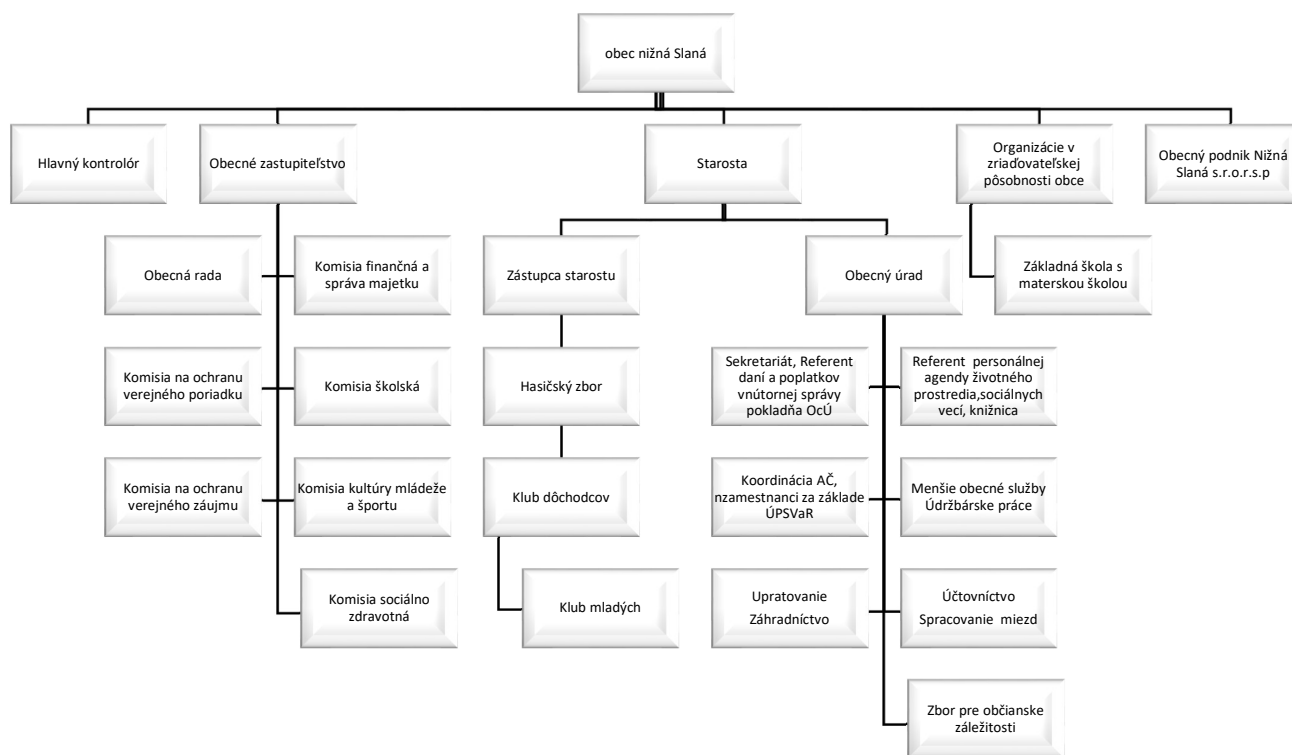 obec nižná Slaná
Hlavný kontrolór
Obecné zastupiteľstvo
Starosta
Organizácie v
zriaďovateľskej
pôsobnosti obce
Obecný podnik Nižná
Slaná s.r.o.r.s.p
Obecná rada
Komisia finančná a
správa majetku
Zástupca starostu
Obecný úrad
Základná škola s
materskou školou
Komisia na ochranu
verejného poriadku
Komisia školská
Hasičský zbor
Sekretariát, Referent
daní a poplatkov
vnútornej správy
pokladňa OcÚ
Referent  personálnej
agendy životného
prostredia,sociálnych
vecí, knižnica
Komisia na ochranu
verejného záujmu
Komisia kultúry mládeže
a športu
Klub dôchodcov
Koordinácia AČ,
nzamestnanci za základe
ÚPSVaR
Menšie obecné služby
Údržbárske práce
Komisia sociálno
zdravotná
Klub mladých
Upratovanie
Záhradníctvo
Účtovníctvo
Spracovanie  miezd
Zbor pre občianske
záležitosti